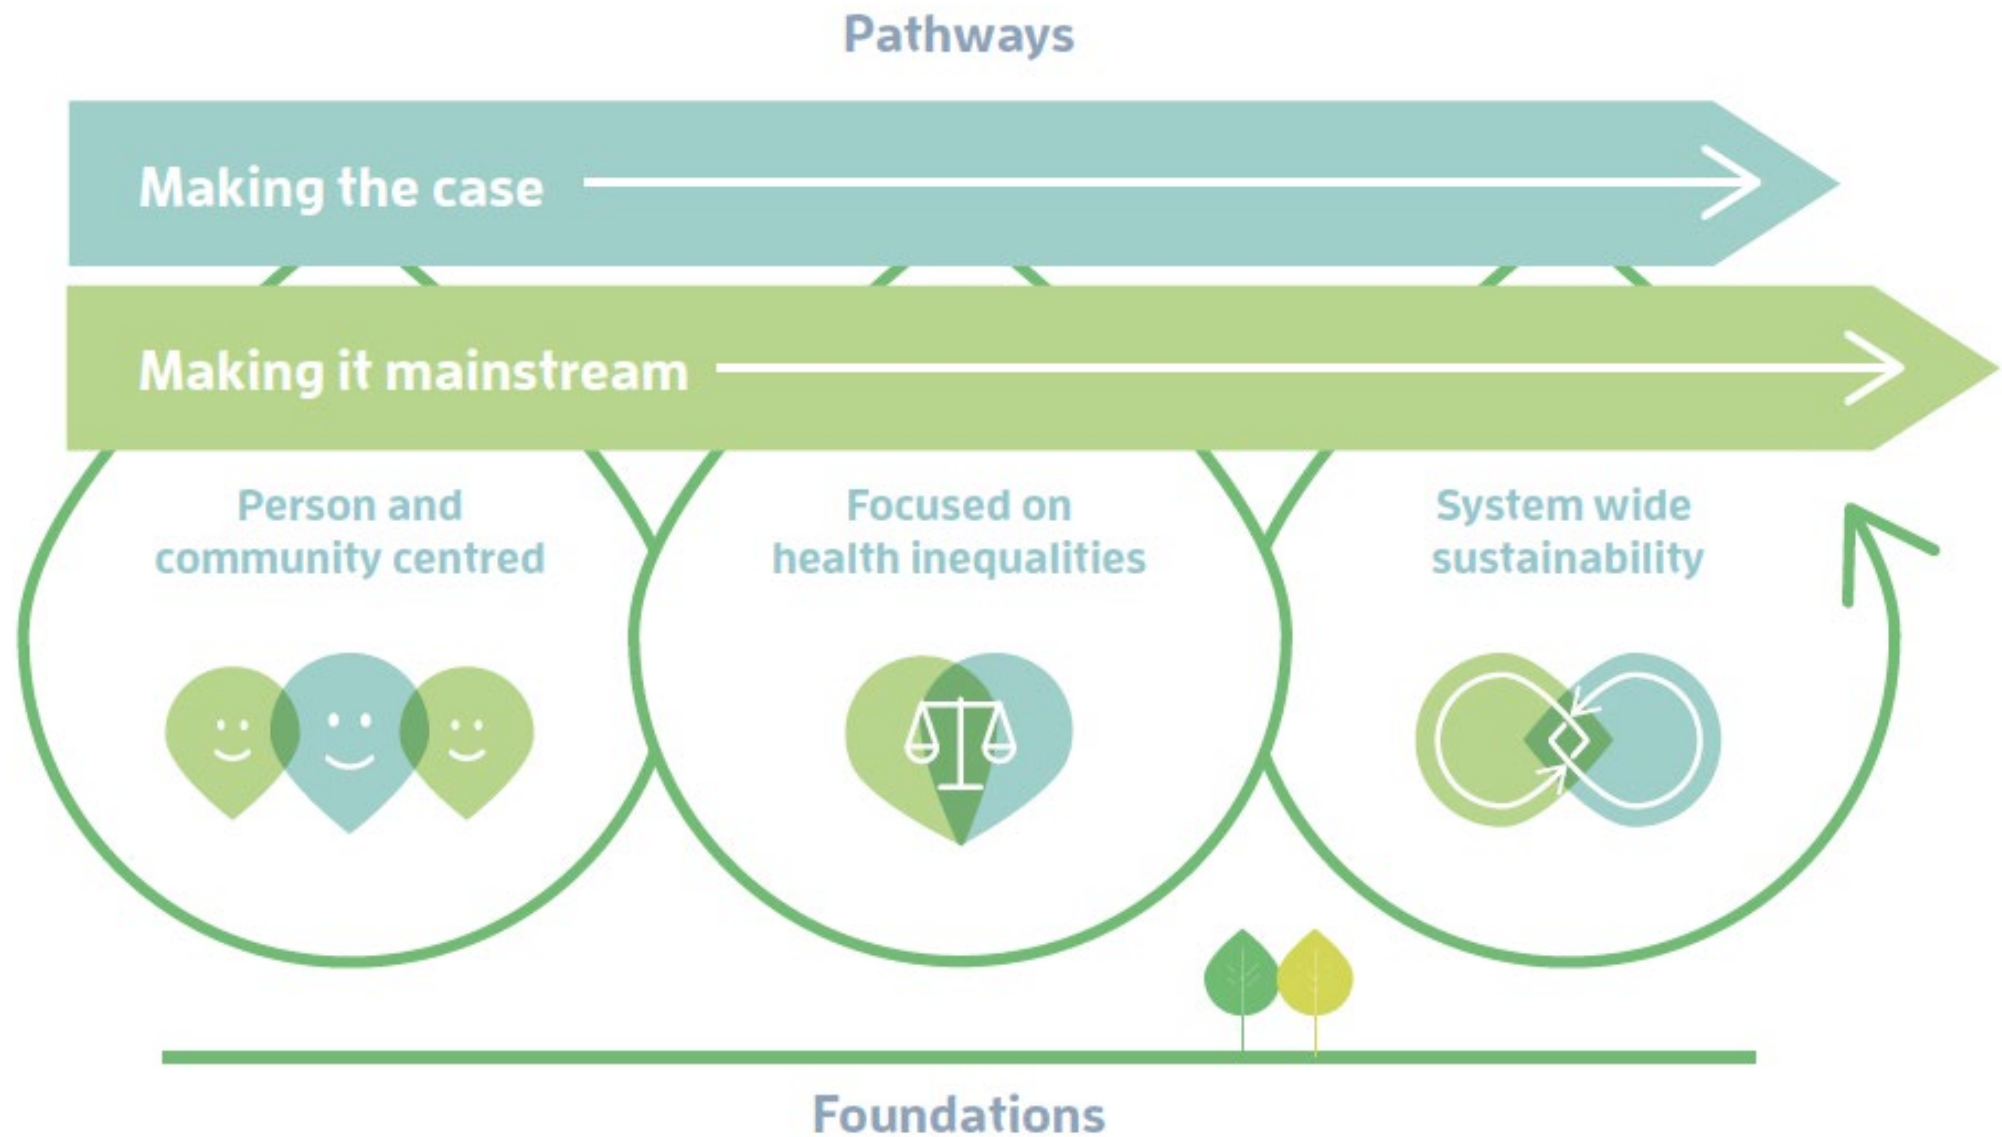 Pathways
Making the case
Making it mainstream
Person and
community centred
Focused on
health inequalities
System wide
sustainability
Foundations